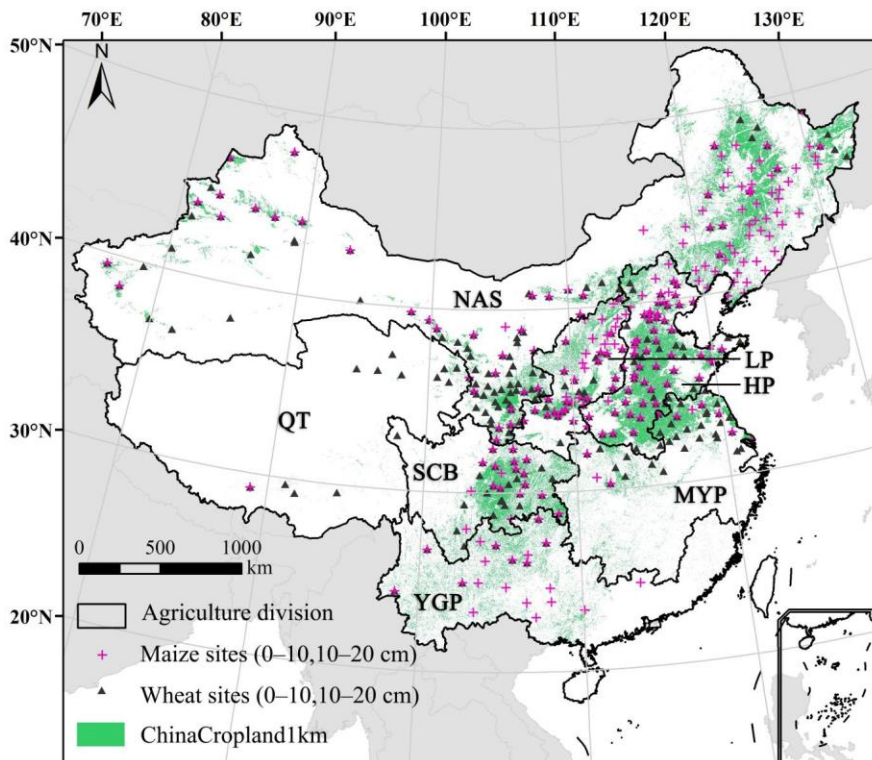 70°E 80°E 90°E 100°E 110°E 120°E 130°E
50°N
N
40°N
NAS
LP
HP
30°N
QT
SCB
MYP
0 500 1000
km
YGP
20°N
Agriculture division
Maize sites (0–10,10–20 cm)
Wheat sites (0–10,10–20 cm)
ChinaCropland1km